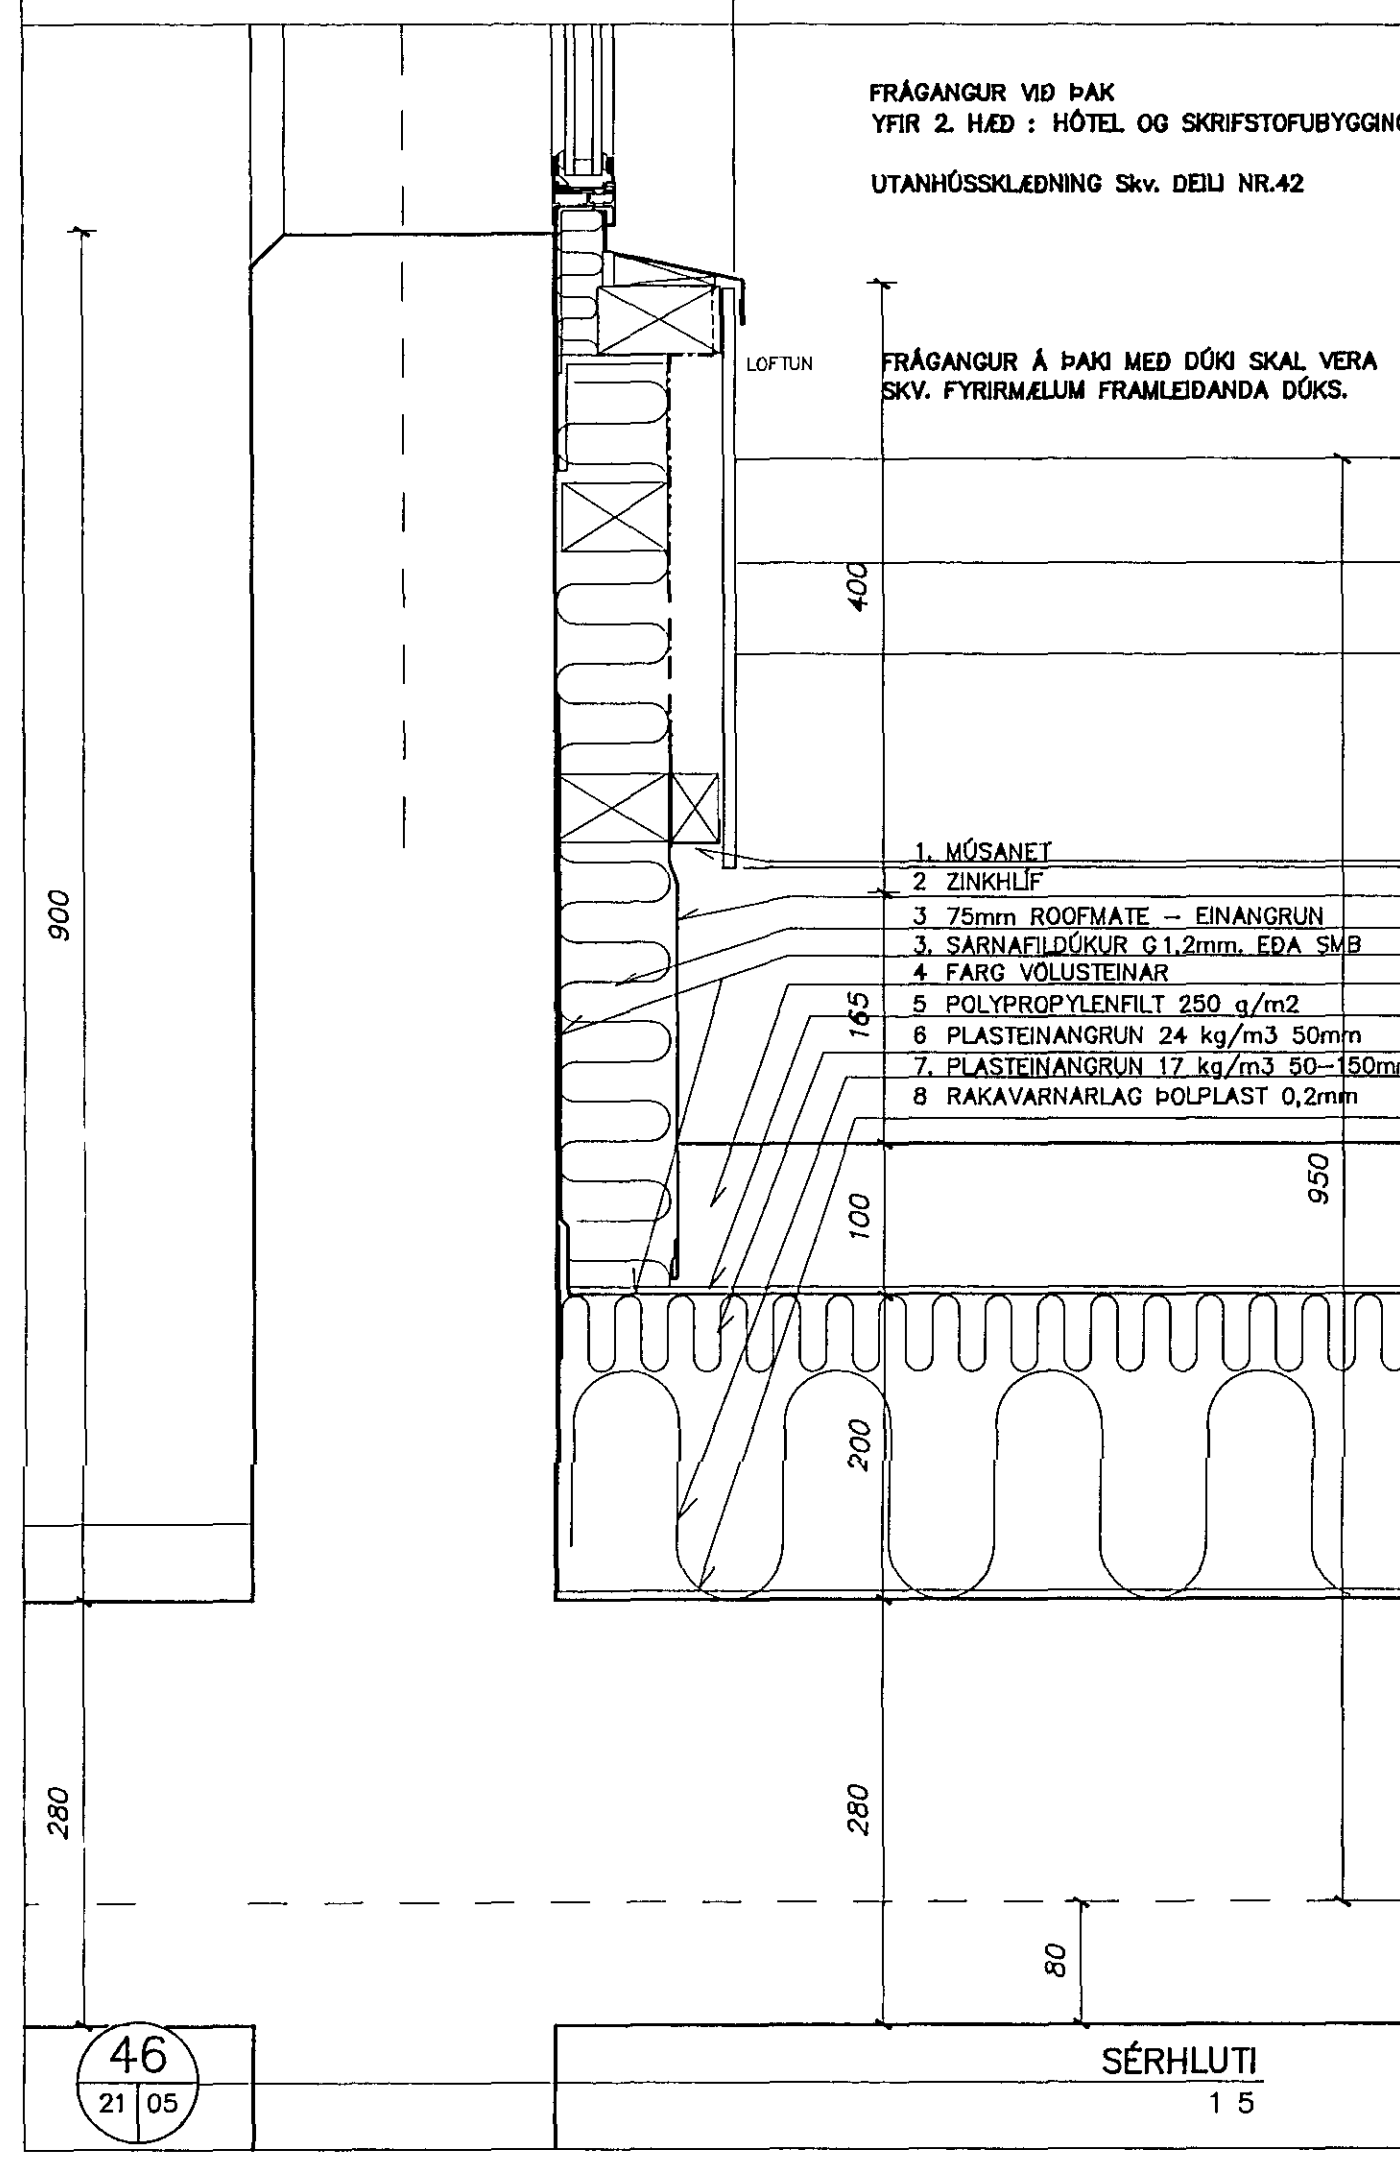 FRÁGANGUR VIÐ ÞAK
YFIR 2. HÆÐ : HÓTEL OG SKRIFSTOFUBYGGING
UTANHÚSSKLÆÐNING Skv. DEILI NR.42
LOFTUN
FRÁGANGUR Á ÞAKI MEÐ DÚKI SKAL VERA
SKV. FYRIRMÆLUM FRAMLEIÐANDA DÚKS.
400
900
1. MÚSANET
2 ZINKHLÍF
3 75mm ROOFMATE – EINANGRUN
3. SARNAFILDÚKUR G1,2mm. EÐA SMB
4 FARG VÖLUSTEINAR
5 POLYPROPYLENFILT 250 g/m2
6 PLASTEINANGRUN 24 kg/m3 50mm
7. PLASTEINANGRUN 17 kg/m3 50–150mm
8 RAKAVARNARLAG ÞOLPLAST 0,2mm
165
950
100
200
280
280
80
46
21 05
SÉRHLUTI
1 5